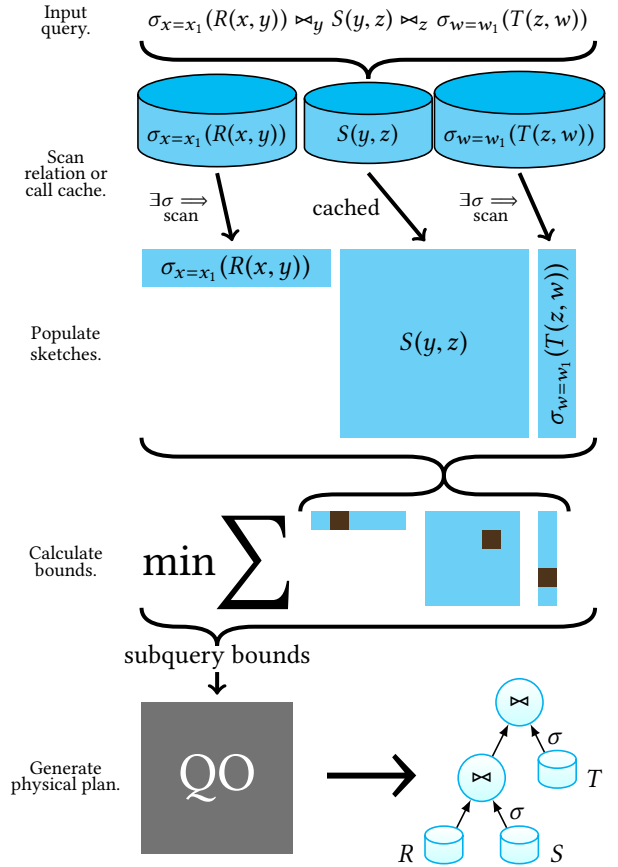 Input query.
σ_{x=x_1}(R(x, y)) ⋈_y S(y, z) ⋈_z σ_{w=w_1}(T(z, w))
σ_{x=x_1}(R(x, y))
S(y, z)
σ_{w=w_1}(T(z, w))
Scan
relation or
call cache.
∃σ ⟹
scan
cached
∃σ ⟹
scan
Populate
sketches.
σ_{x=x_1}(R(x, y))
S(y, z)
σ_{w=w_1}(T(z, w))
Calculate
bounds.
min ∑
subquery bounds
Generate
physical plan.
QO
⋈
σ
⋈
T
σ
R
S